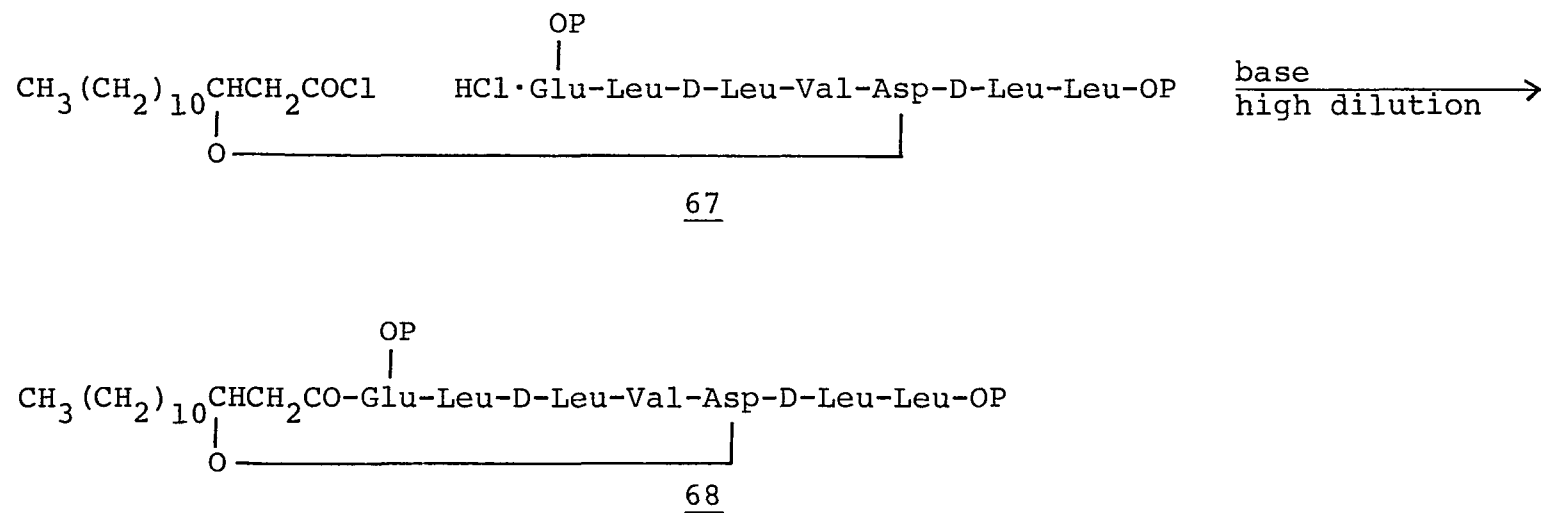 OP
CH3(CH2)10CHCH2COCl HCl·Glu-Leu-D-Leu-Val-Asp-D-Leu-Leu-OP base
high dilution
O
67
OP
CH3(CH2)10CHCH2CO-Glu-Leu-D-Leu-Val-Asp-D-Leu-Leu-OP
O
68